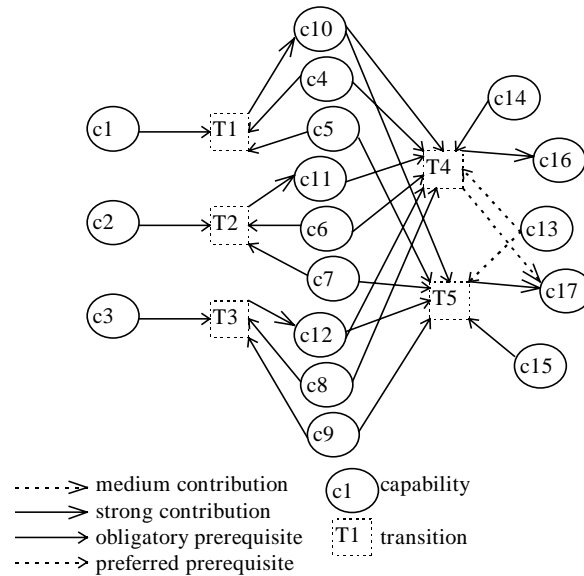 c10
c4
c14
c1
T1
c5
T4
c16
c11
c2
T2
c6
c13
c7
T5
c17
c3
T3
c12
c15
c8
c9
medium contribution
c1 capability
strong contribution
obligatory prerequisite
T1 transition
preferred prerequisite